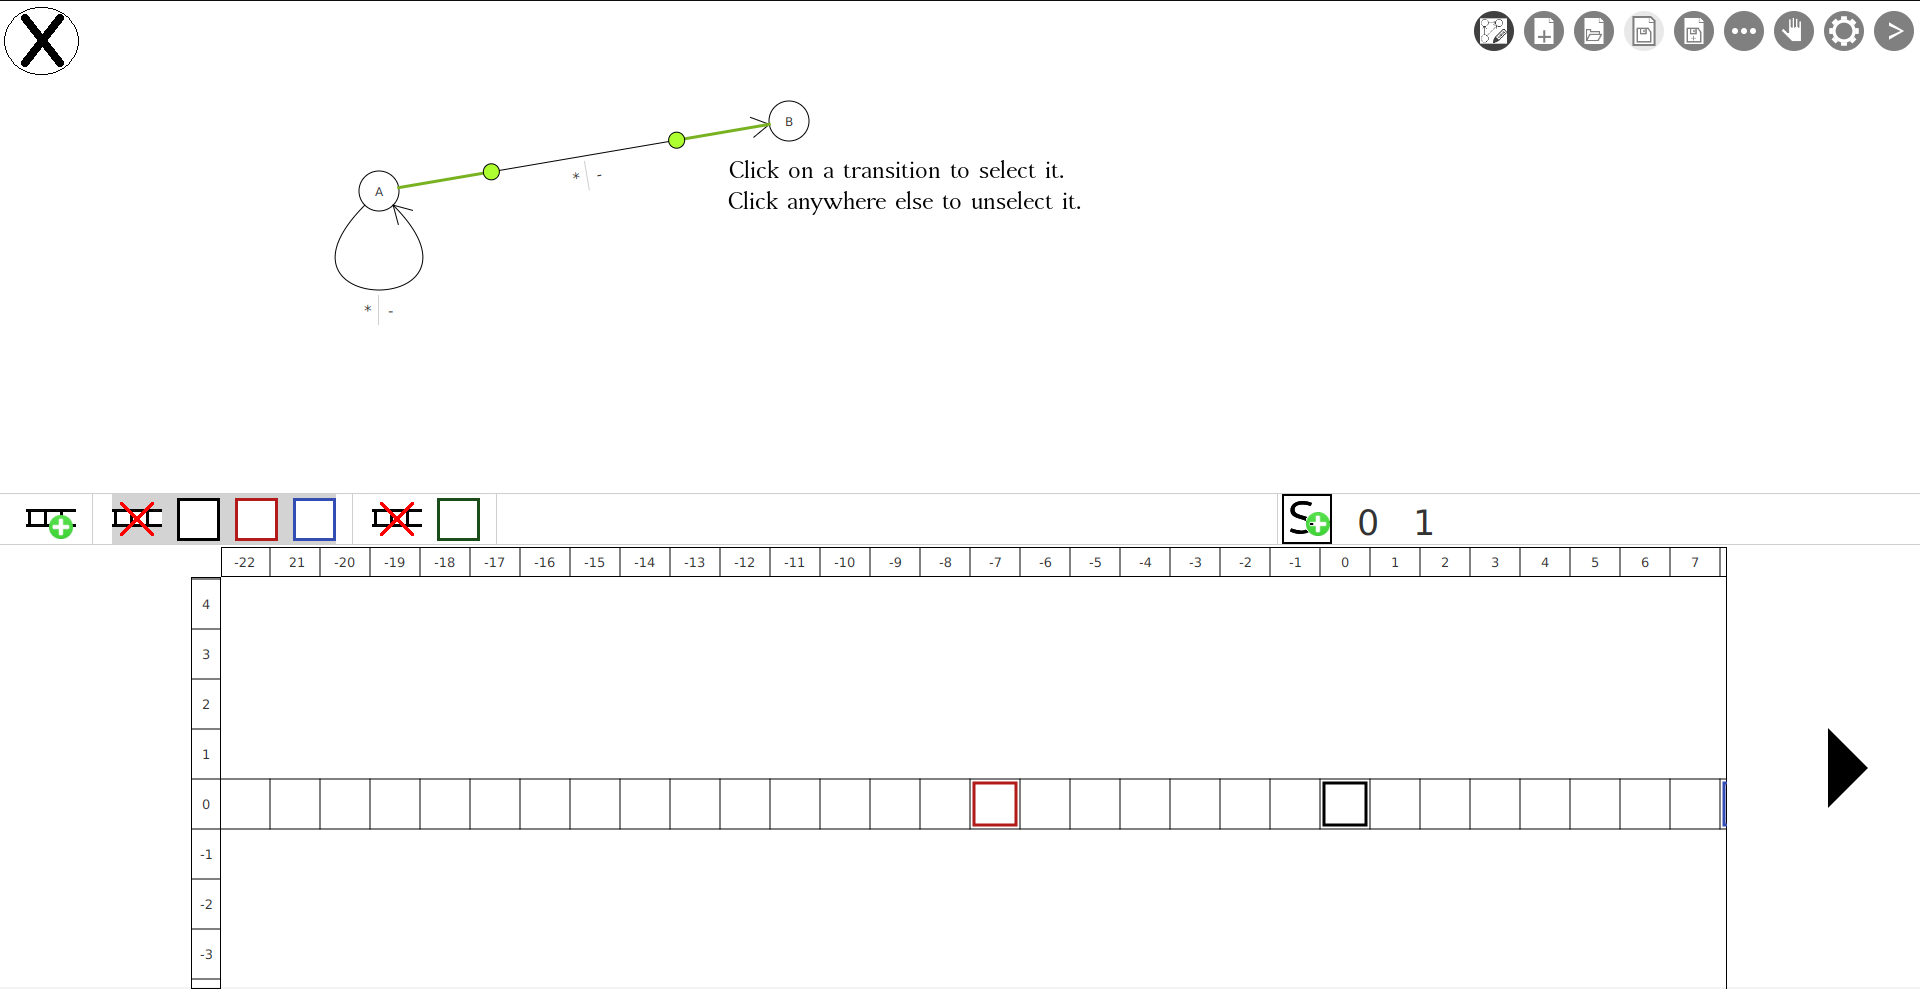 >
B
A
* -
Click on a transition to select it.
Click anywhere else to unselect it.
* -
S 0 1
-22 21 -20 -19 -18 -17 -16 -15 -14 -13 -12 -11 -10 -9 -8 -7 -6 -5 -4 -3 -2 -1 0 1 2 3 4 5 6 7
4
3
2
1
0
-1
-2
-3